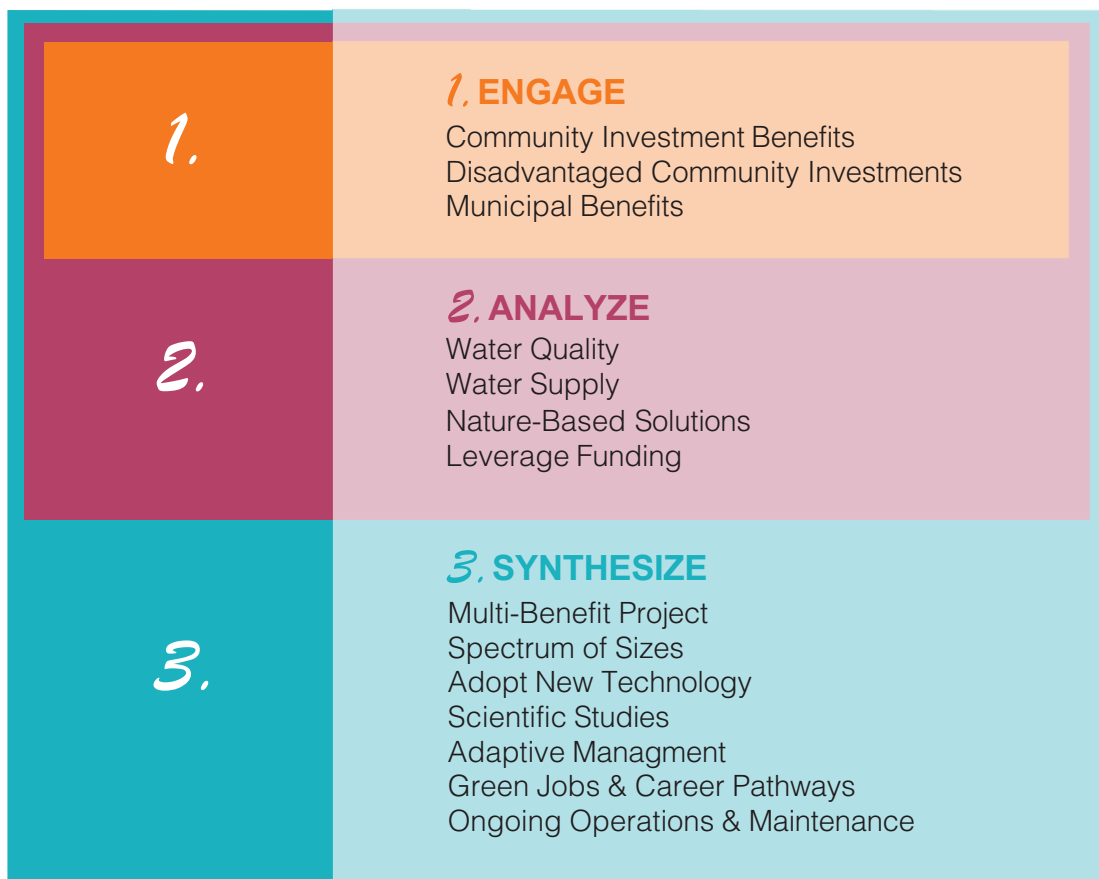 1.
1. ENGAGE
Community Investment Benefits
Disadvantaged Community Investments
Municipal Benefits
2.
2. ANALYZE
Water Quality
Water Supply
Nature-Based Solutions
Leverage Funding
3.
3. SYNTHESIZE
Multi-Benefit Project
Spectrum of Sizes
Adopt New Technology
Scientific Studies
Adaptive Managment
Green Jobs & Career Pathways
Ongoing Operations & Maintenance